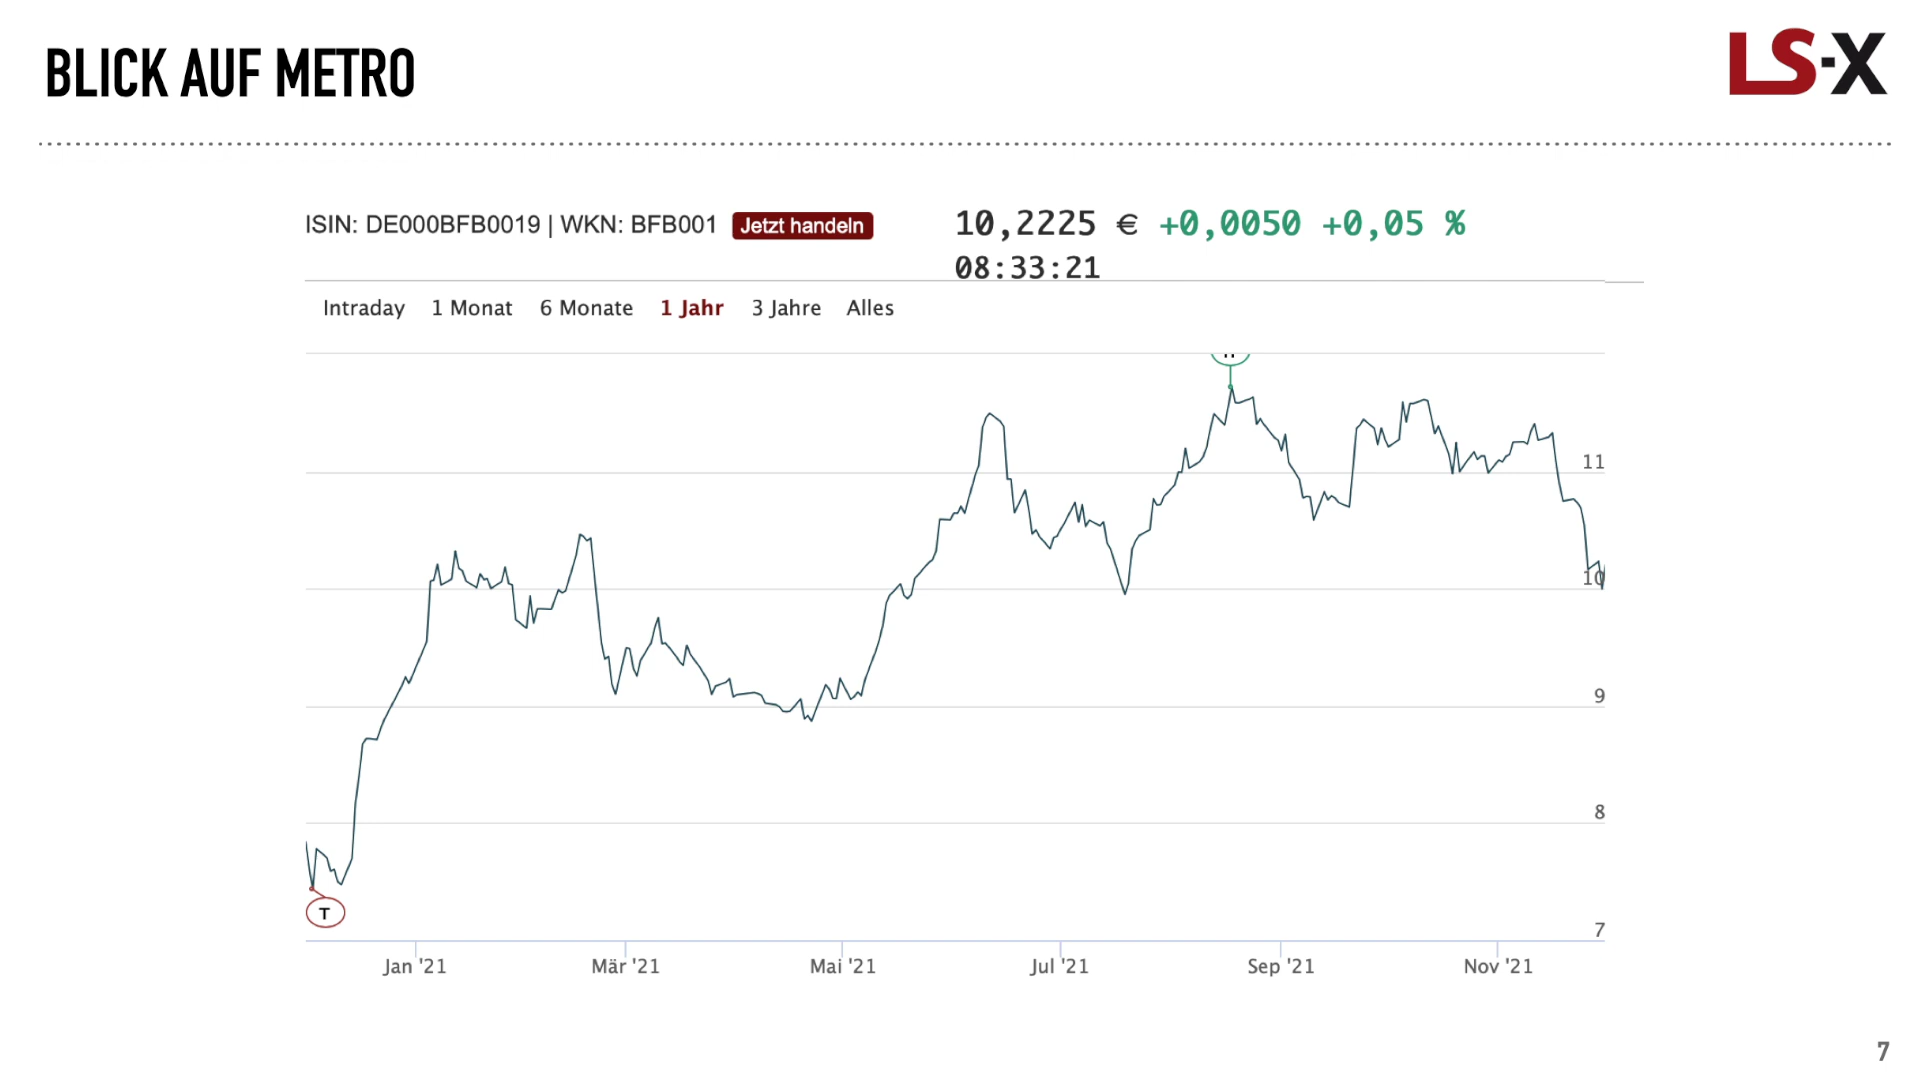 BLICK AUF METRO
LS-X
ISIN: DE000BFB0019 | WKN: BFB001 Jetzt handeln
10,2225 € +0,0050 +0,05 %
08:33:21
Intraday 1 Monat 6 Monate 1 Jahr 3 Jahre Alles
11
10
9
8
T
7
Jan '21 Mär '21 Mai '21 Jul '21 Sep '21 Nov '21
7